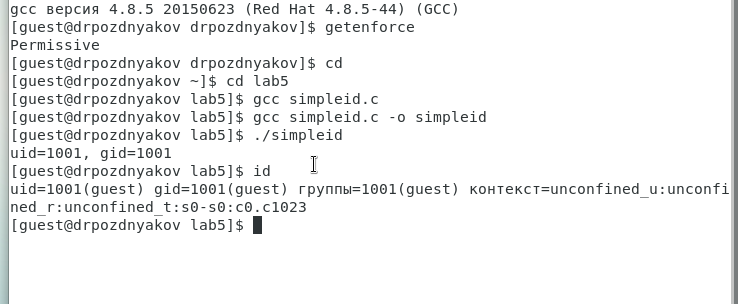 gcc версия 4.8.5 20150623 (Red Hat 4.8.5-44) (GCC)
[guest@drpozdnyakov drpozdnyakov]$ getenforce
Permissive
[guest@drpozdnyakov drpozdnyakov]$ cd
[guest@drpozdnyakov ~]$ cd lab5
[guest@drpozdnyakov lab5]$ gcc simpleid.c
[guest@drpozdnyakov lab5]$ gcc simpleid.c -o simpleid
[guest@drpozdnyakov lab5]$ ./simpleid
uid=1001, gid=1001
[guest@drpozdnyakov lab5]$ id
uid=1001(guest) gid=1001(guest) группы=1001(guest) контекст=unconfined_u:unconfi
ned_r:unconfined_t:s0-s0:c0.c1023
[guest@drpozdnyakov lab5]$